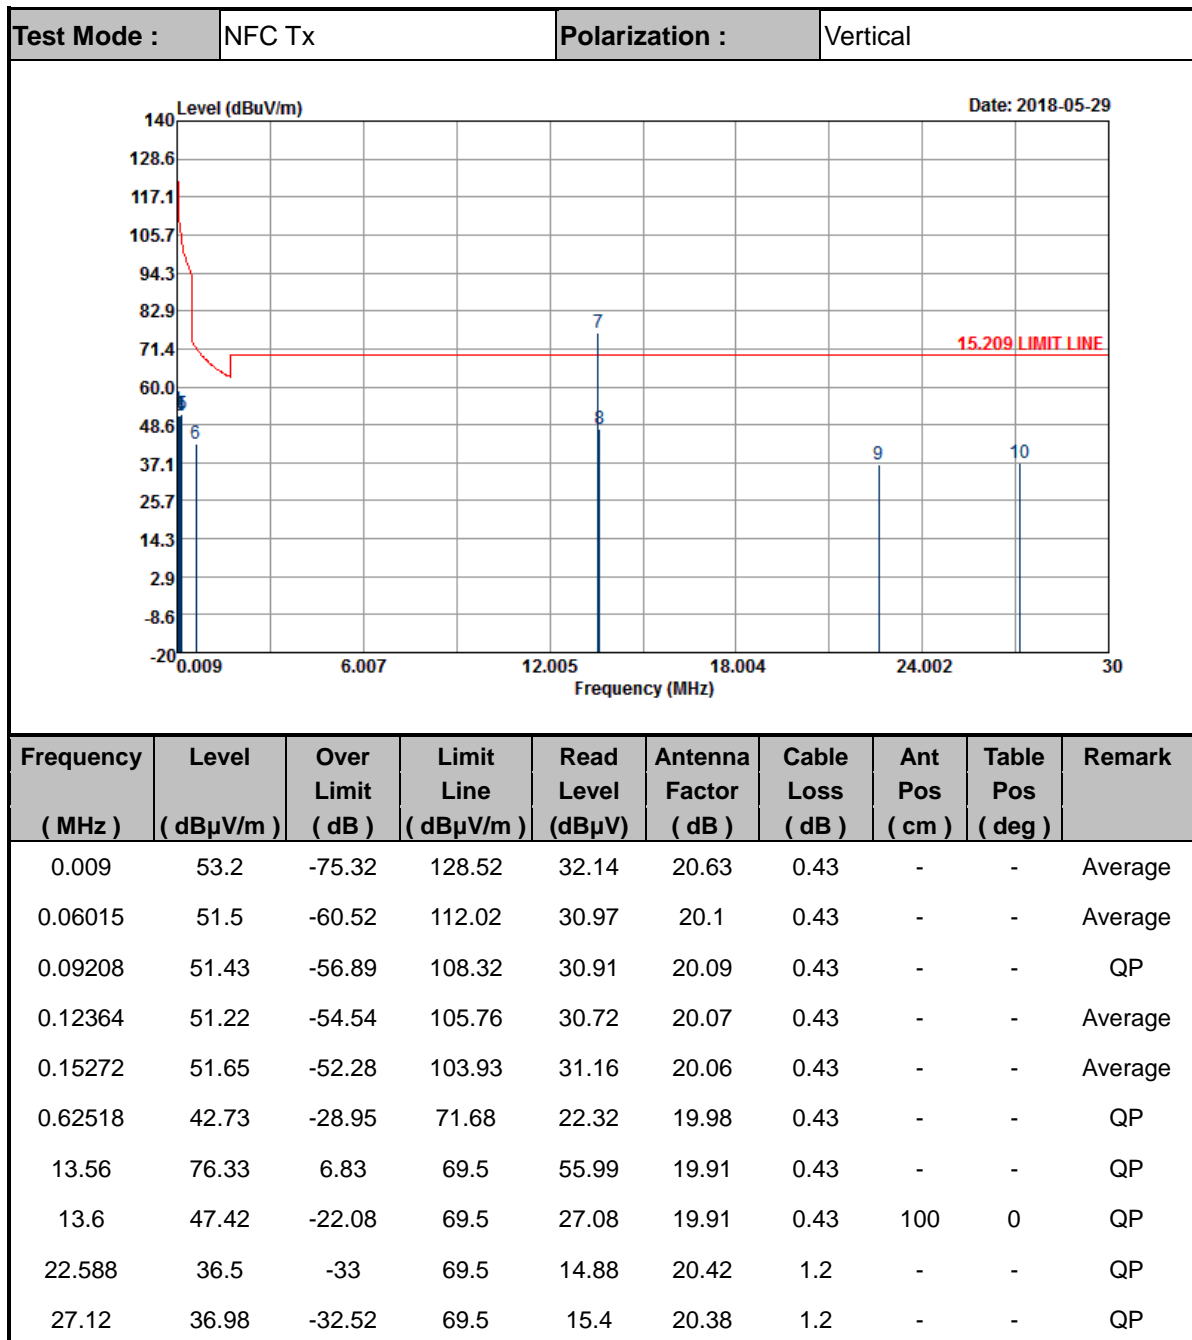 Test Mode : NFC Tx Polarization : Vertical
Level (dBuV/m) Date: 2018-05-29
140
128.6
117.1
105.7
94.3
82.9
71.4
60.0
48.6
37.1
25.7
14.3
2.9
-8.6
-20
15.209 LIMIT LINE
5
6
7
8
9
10
0.009 6.007 12.005 18.004 24.002 30
Frequency (MHz)
Frequency Level Over Limit Read Antenna Cable Ant Table Remark
Limit Line Level Factor Loss Pos Pos
( MHz ) ( dBµV/m ) ( dB ) ( dBµV/m ) (dBµV) ( dB ) ( dB ) ( cm ) ( deg )
0.009 53.2 -75.32 128.52 32.14 20.63 0.43 - - Average
0.06015 51.5 -60.52 112.02 30.97 20.1 0.43 - - Average
0.09208 51.43 -56.89 108.32 30.91 20.09 0.43 - - QP
0.12364 51.22 -54.54 105.76 30.72 20.07 0.43 - - Average
0.15272 51.65 -52.28 103.93 31.16 20.06 0.43 - - Average
0.62518 42.73 -28.95 71.68 22.32 19.98 0.43 - - QP
13.56 76.33 6.83 69.5 55.99 19.91 0.43 - - QP
13.6 47.42 -22.08 69.5 27.08 19.91 0.43 100 0 QP
22.588 36.5 -33 69.5 14.88 20.42 1.2 - - QP
27.12 36.98 -32.52 69.5 15.4 20.38 1.2 - - QP